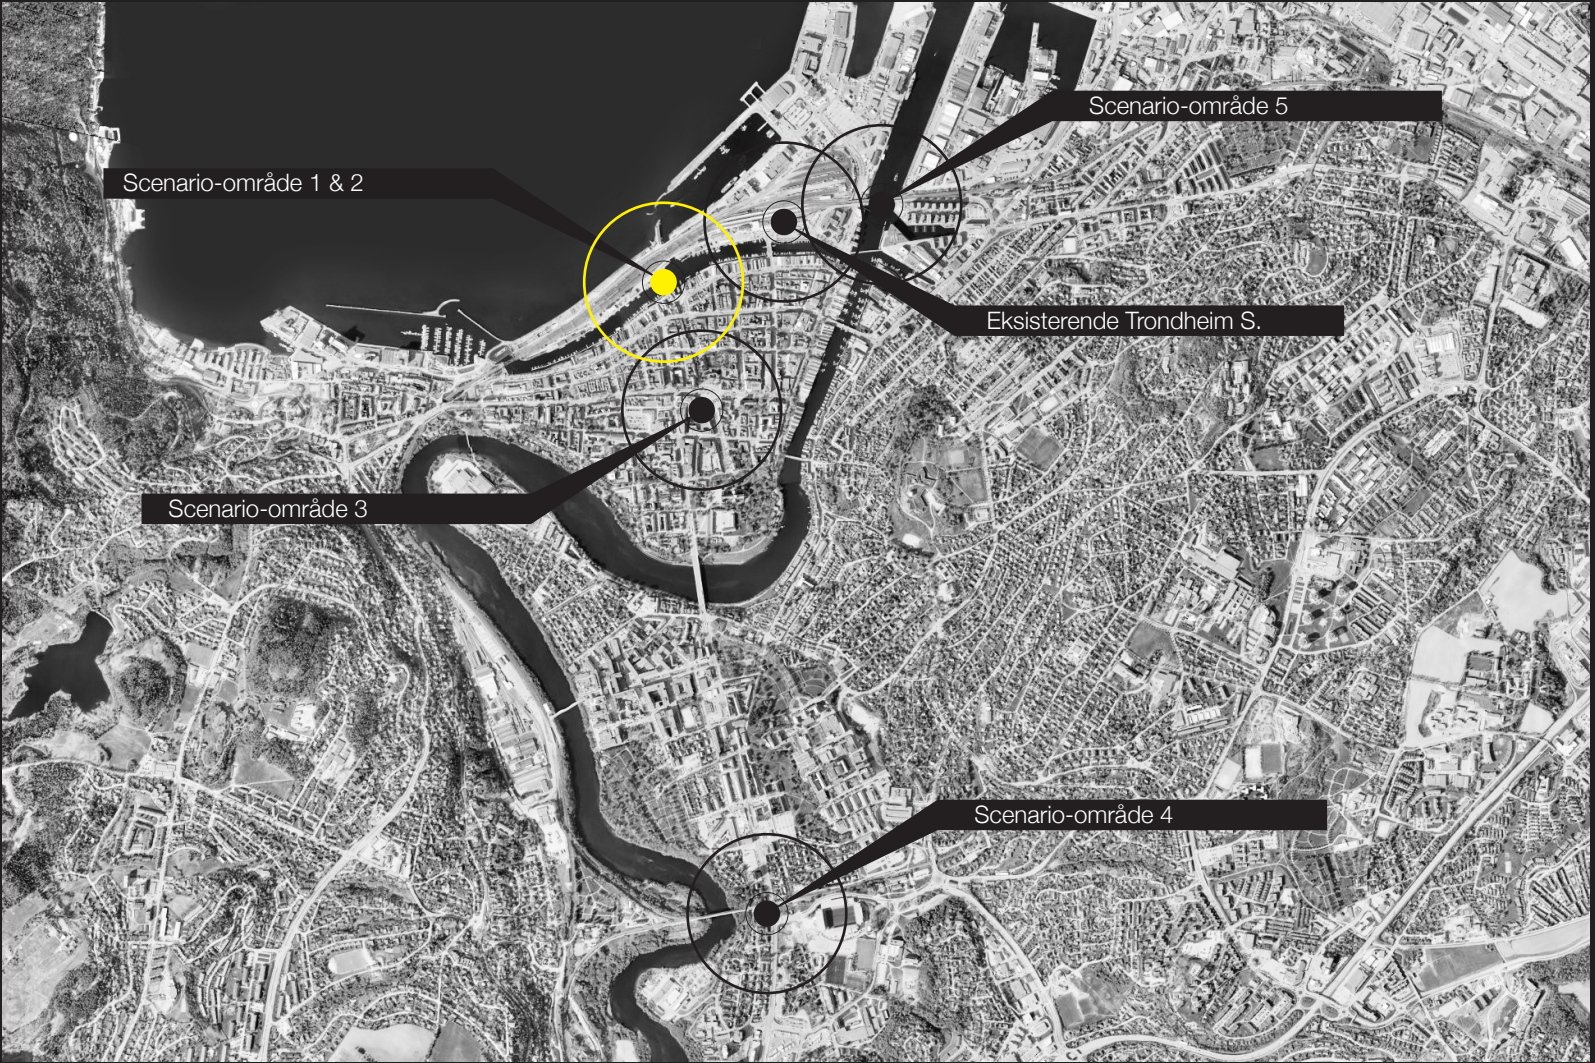 Scenario-område 5
Scenario-område 1 & 2
Eksisterende Trondheim S.
Scenario-område 3
Scenario-område 4